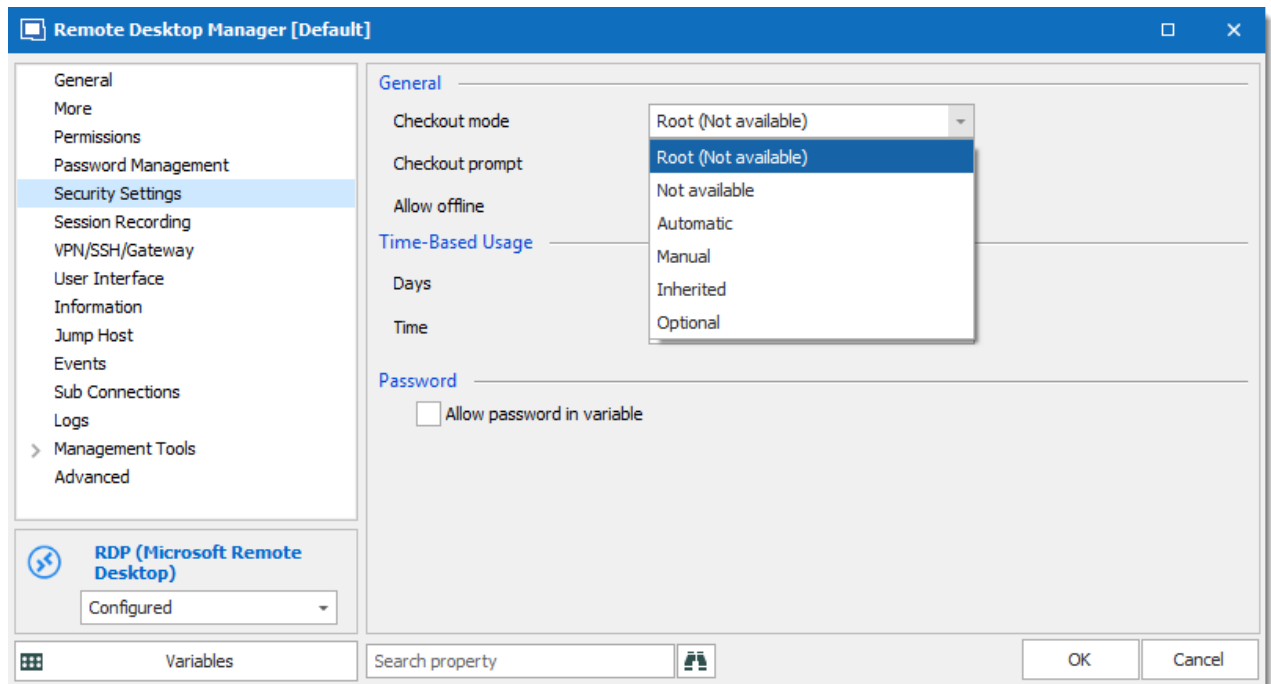 Remote Desktop Manager [Default]
General
More
Permissions
Password Management
Security Settings
Session Recording
VPN/SSH/Gateway
User Interface
Information
Jump Host
Events
Sub Connections
Logs
Management Tools
Advanced
RDP (Microsoft Remote
Desktop)
Configured
Variables
General
Checkout mode
Root (Not available)
Checkout prompt
Allow offline
Root (Not available)
Not available
Automatic
Manual
Inherited
Optional
Time-Based Usage
Days
Time
Password
Allow password in variable
Search property
OK
Cancel